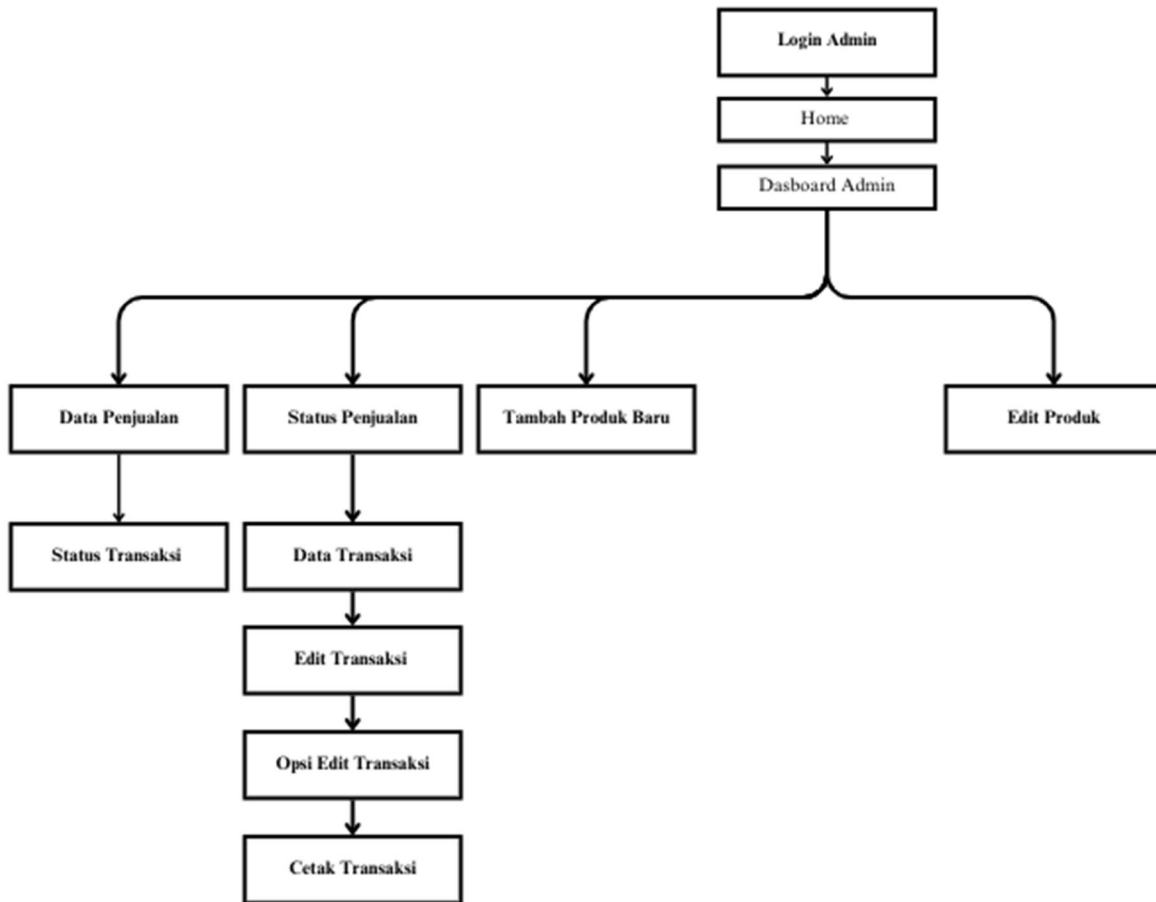 Login Admin
Home
Dasboard Admin
Data Penjualan
Status Penjualan
Tambah Produk Baru
Edit Produk
Status Transaksi
Data Transaksi
Edit Transaksi
Opsi Edit Transaksi
Cetak Transaksi